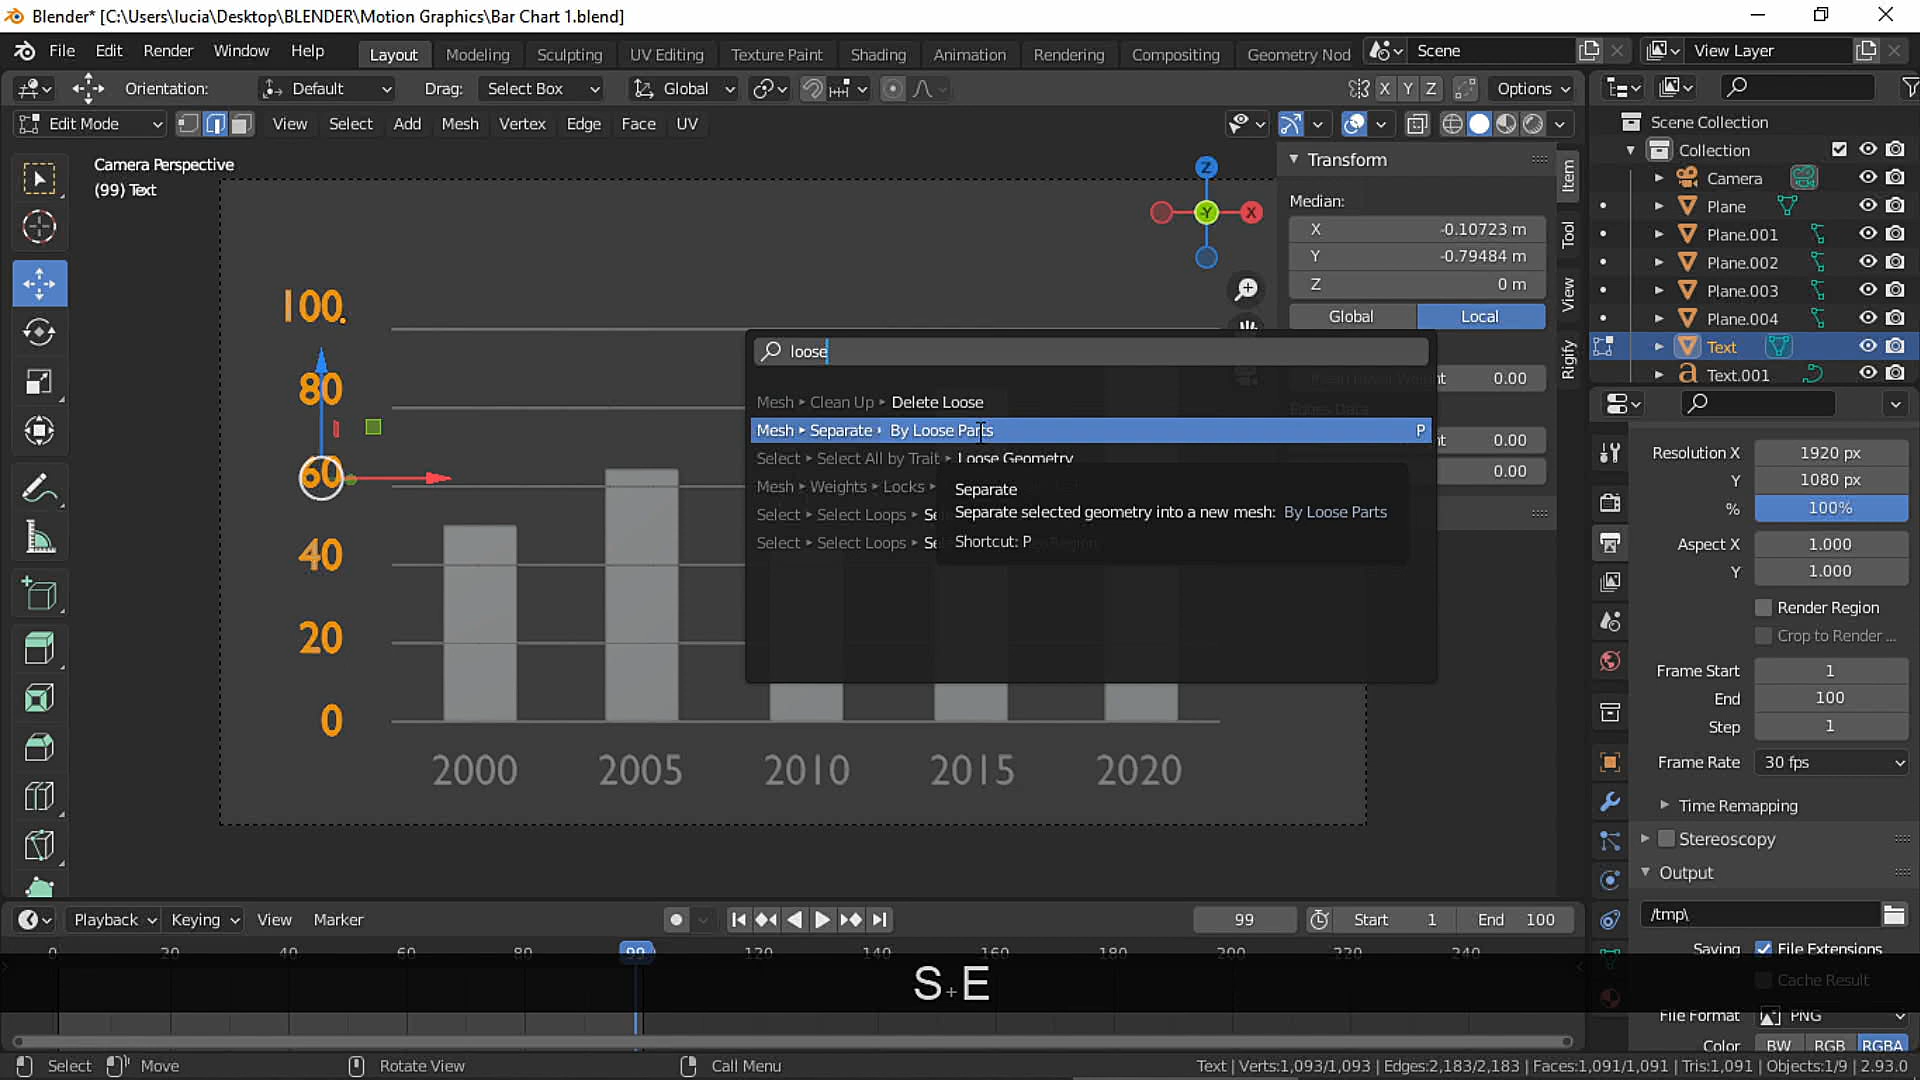 Blender* [C:\Users\lucia\Desktop\BLENDER\Motion Graphics\Bar Chart 1.blend]
File Edit Render Window Help Layout Modeling Sculpting UV Editing Texture Paint Shading Animation Rendering Compositing Geometry Nod Scene View Layer
Orientation: Default Drag: Select Box Global X Y Z Options
Edit Mode View Select Add Mesh Vertex Edge Face UV
Camera Perspective
(99) Text
Z
-Y
X
Transform
Median:
X -0.10723 m
Y -0.79484 m
Z 0 m
Global Local
0.00
0.00
0.00
Item
Tool
View
Rigify
100.
80
60
40
20
0
2000 2005 2010 2015 2020
loose
Mesh Clean Up Delete Loose
Mesh Separate By Loose Parts P
Select Select All by Trait Loose Geometry
Mesh Weights Locks
Select Select Loops Se
Select Select Loops Se
Separate
Separate selected geometry into a new mesh: By Loose Parts
Shortcut: P
Scene Collection
Collection
Camera
Plane
Plane.001
Plane.002
Plane.003
Plane.004
Text
Text.001
Resolution X 1920 px
Y 1080 px
% 100%
Aspect X 1.000
Y 1.000
Render Region
Crop to Render ...
Frame Start 1
End 100
Step 1
Frame Rate 30 fps
Time Remapping
Stereoscopy
Output
/tmp\
Saving File Extensions
Cache Result
File Format PNG
Color BW RGB RGBA
Playback Keying View Marker 99 Start 1 End 100
0 20 40 60 80 99 120 140 160 180 200 220 240
S+E
Select Move Rotate View Call Menu Text | Verts:1,093/1,093 | Edges:2,183/2,183 | Faces:1,091/1,091 | Tris:1,091 | Objects:1/9 | 2.93.0